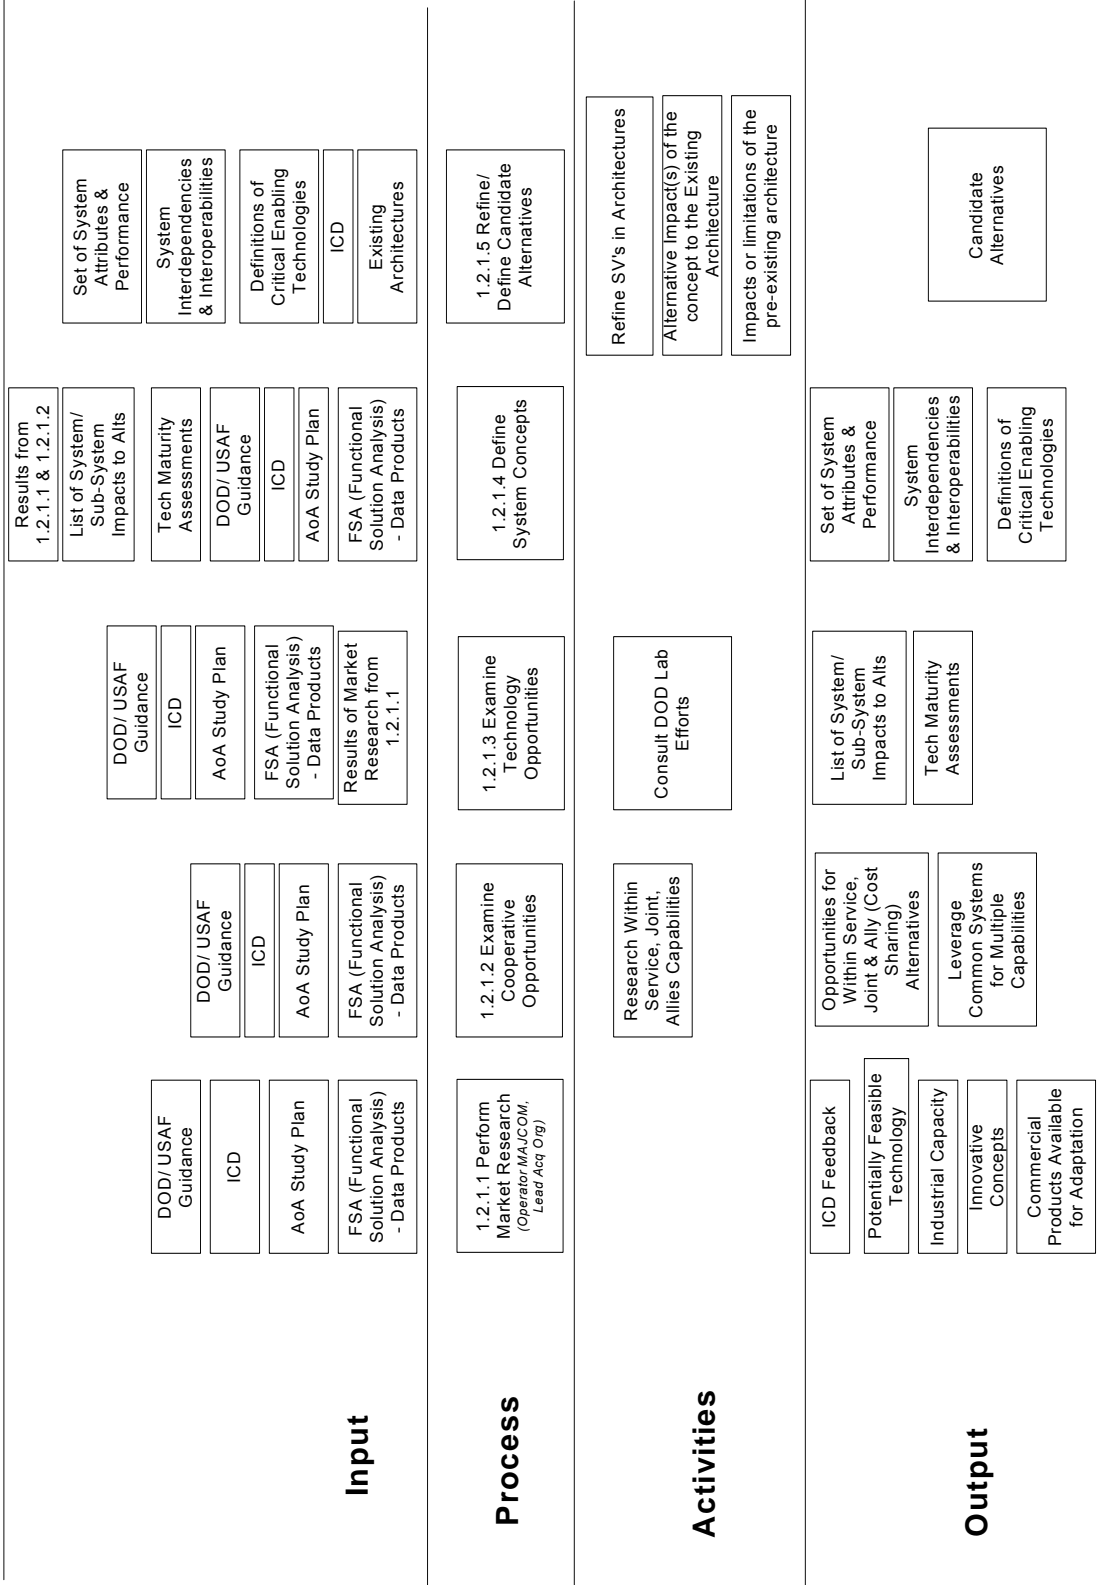 Input
DOD/ USAF
Guidance
ICD
AoA Study Plan
FSA (Functional
Solution Analysis)
- Data Products
DOD/ USAF
Guidance
ICD
AoA Study Plan
FSA (Functional
Solution Analysis)
- Data Products
DOD/ USAF
Guidance
ICD
AoA Study Plan
FSA (Functional
Solution Analysis)
- Data Products
Results of Market
Research from
1.2.1.1
Results from
1.2.1.1 & 1.2.1.2
List of System/
Sub-System
Impacts to Alts
Tech Maturity
Assessments
DOD/ USAF
Guidance
ICD
AoA Study Plan
FSA (Functional
Solution Analysis)
- Data Products
Set of System
Attributes &
Performance
System
Interdependencies
& Interoperabilities
Definitions of
Critical Enabling
Technologies
ICD
Existing
Architectures
Process
1.2.1.1 Perform
Market Research
(Operator MAJCOM,
Lead Acq Org)
1.2.1.2 Examine
Cooperative
Opportunities
1.2.1.3 Examine
Technology
Opportunities
1.2.1.4 Define
System Concepts
1.2.1.5 Refine/
Define Candidate
Alternatives
Activities
Research Within
Service, Joint,
Allies Capabilities
Consult DOD Lab
Efforts
Refine SV's in Architectures
Alternative Impact(s) of the
concept to the Existing
Architecture
Impacts or limitations of the
pre-existing architecture
Output
ICD Feedback
Potentially Feasible
Technology
Industrial Capacity
Innovative
Concepts
Commercial
Products Available
for Adaptation
Opportunities for
Within Service,
Joint & Ally (Cost
Sharing)
Alternatives
Leverage
Common Systems
for Multiple
Capabilities
List of System/
Sub-System
Impacts to Alts
Tech Maturity
Assessments
Set of System
Attributes &
Performance
System
Interdependencies
& Interoperabilities
Definitions of
Critical Enabling
Technologies
Candidate
Alternatives